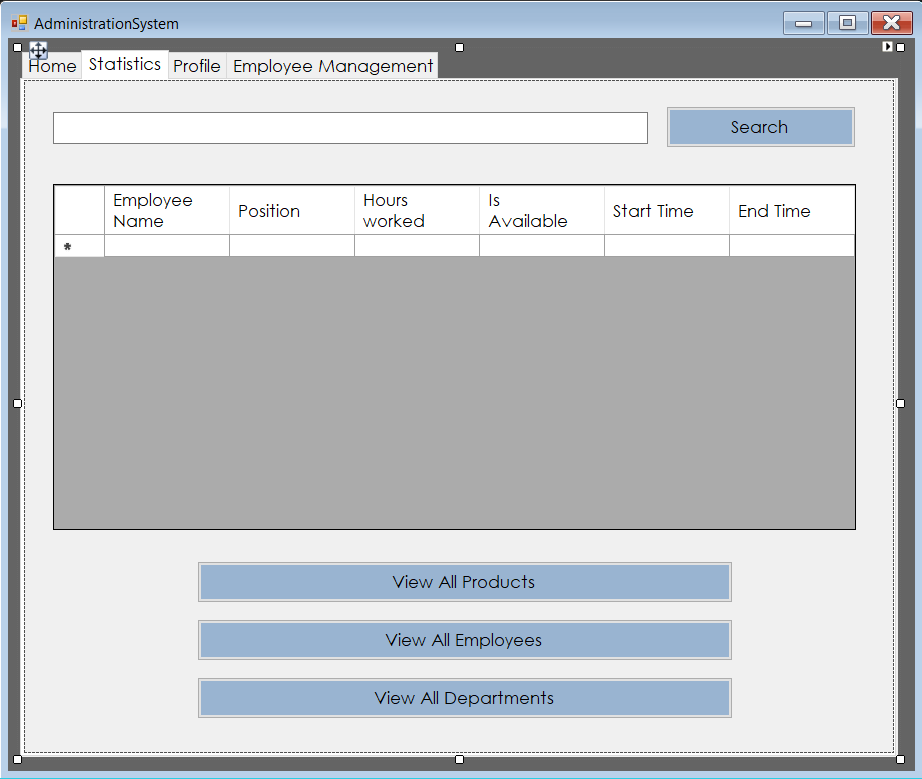 AdministrationSystem
Home Statistics Profile Employee Management
Search
Employee Name Position Hours worked Is Available Start Time End Time
*
View All Products
View All Employees
View All Departments